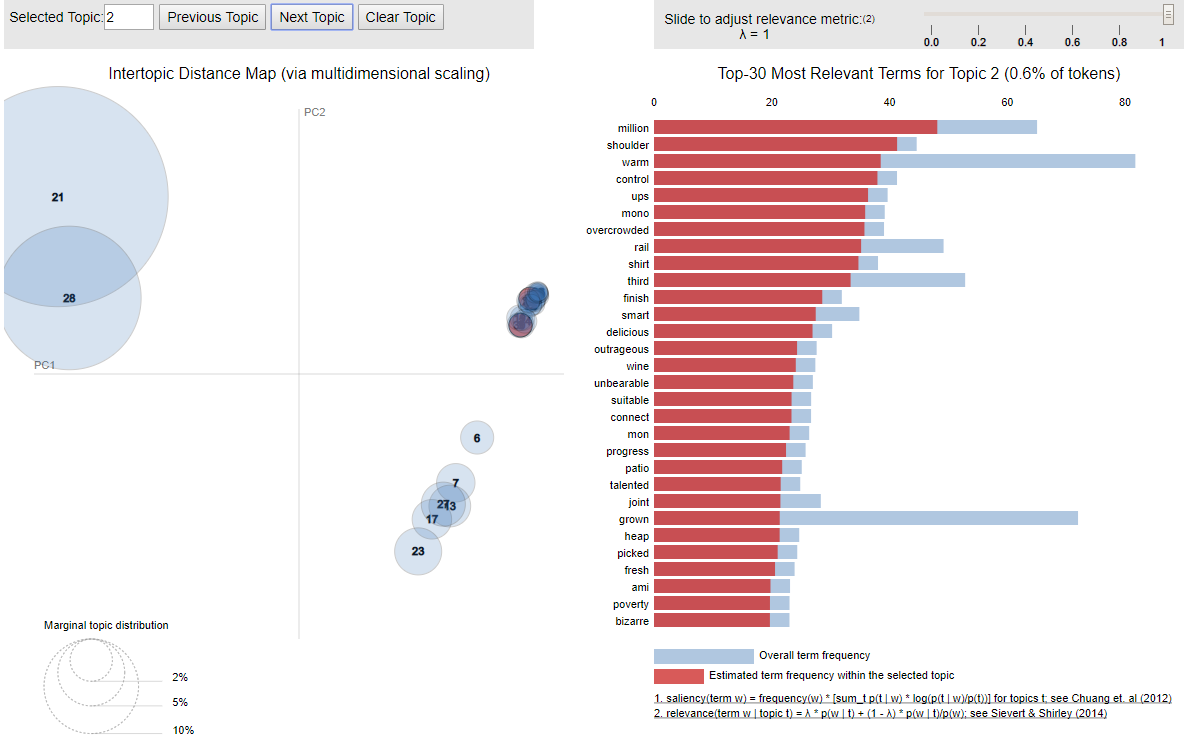 Selected Topic: 2 Previous Topic Next Topic Clear Topic
Slide to adjust relevance metric:(2)
λ = 1
0.0 0.2 0.4 0.6 0.8 1
Intertopic Distance Map (via multidimensional scaling)
PC2
PC1
21
28
6
7
27
13
17
23
Marginal topic distribution
2%
5%
10%
Top-30 Most Relevant Terms for Topic 2 (0.6% of tokens)
0 20 40 60 80
million
shoulder
warm
control
ups
mono
overcrowded
rail
shirt
third
finish
smart
delicious
outrageous
wine
unbearable
suitable
connect
mon
progress
patio
talented
joint
grown
heap
picked
fresh
ami
poverty
bizarre
Overall term frequency
Estimated term frequency within the selected topic
1. saliency(term w) = frequency(w) * [sum_t p(t | w) * log(p(t | w)/p(t))] for topics t; see Chuang et. al (2012)
2. relevance(term w | topic t) = λ * p(w | t) + (1 - λ) * p(w | t)/p(w); see Sievert & Shirley (2014)